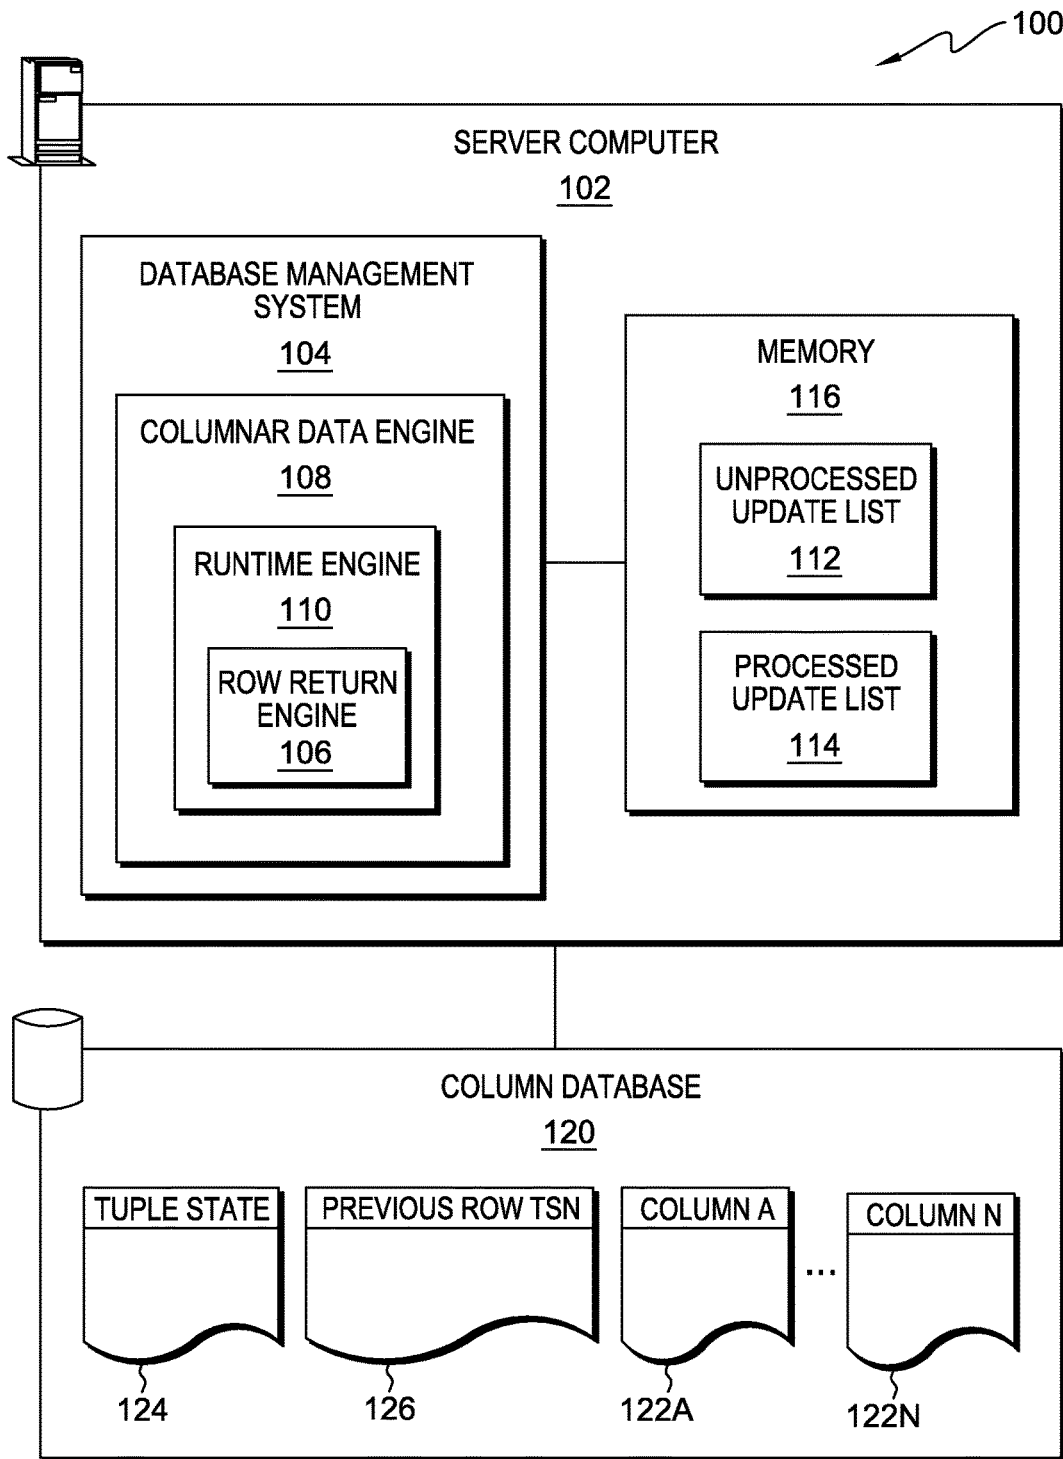 100
SERVER COMPUTER
102
DATABASE MANAGEMENT
SYSTEM
104
COLUMNAR DATA ENGINE
108
RUNTIME ENGINE
110
ROW RETURN
ENGINE
106
MEMORY
116
UNPROCESSED
UPDATE LIST
112
PROCESSED
UPDATE LIST
114
COLUMN DATABASE
120
TUPLE STATE
PREVIOUS ROW TSN
COLUMN A
...
COLUMN N
124
126
122A
122N